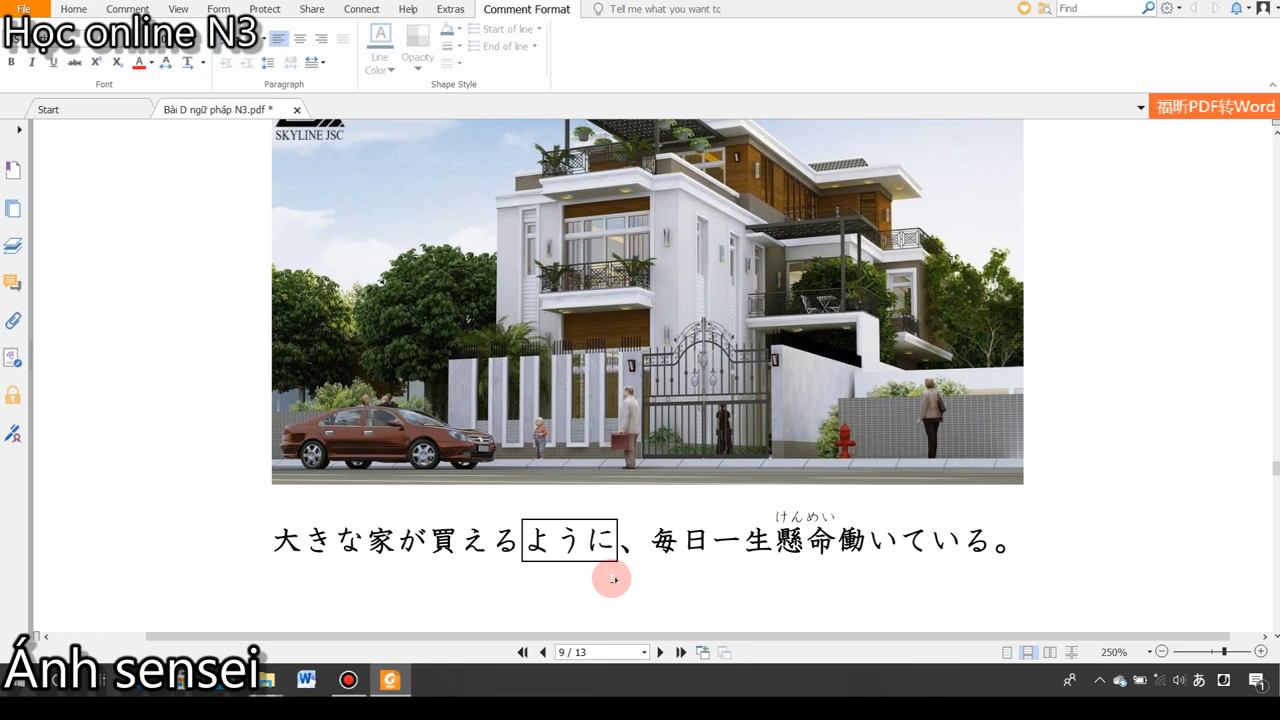 File Home Comment View Form Protect Share Connect Help Extras Comment Format Tell me what you want tc Find
Học online N3
Line Color Opacity Start of line
End of line
Font Paragraph Shape Style
Start Bài D ngữ pháp N3.pdf * 福昕PDF转Word
SKYLINE JSC
けんめい
大きな家が買えるように、毎日一生懸命働いている。
9 / 13 250%
Ánh sensei
あ